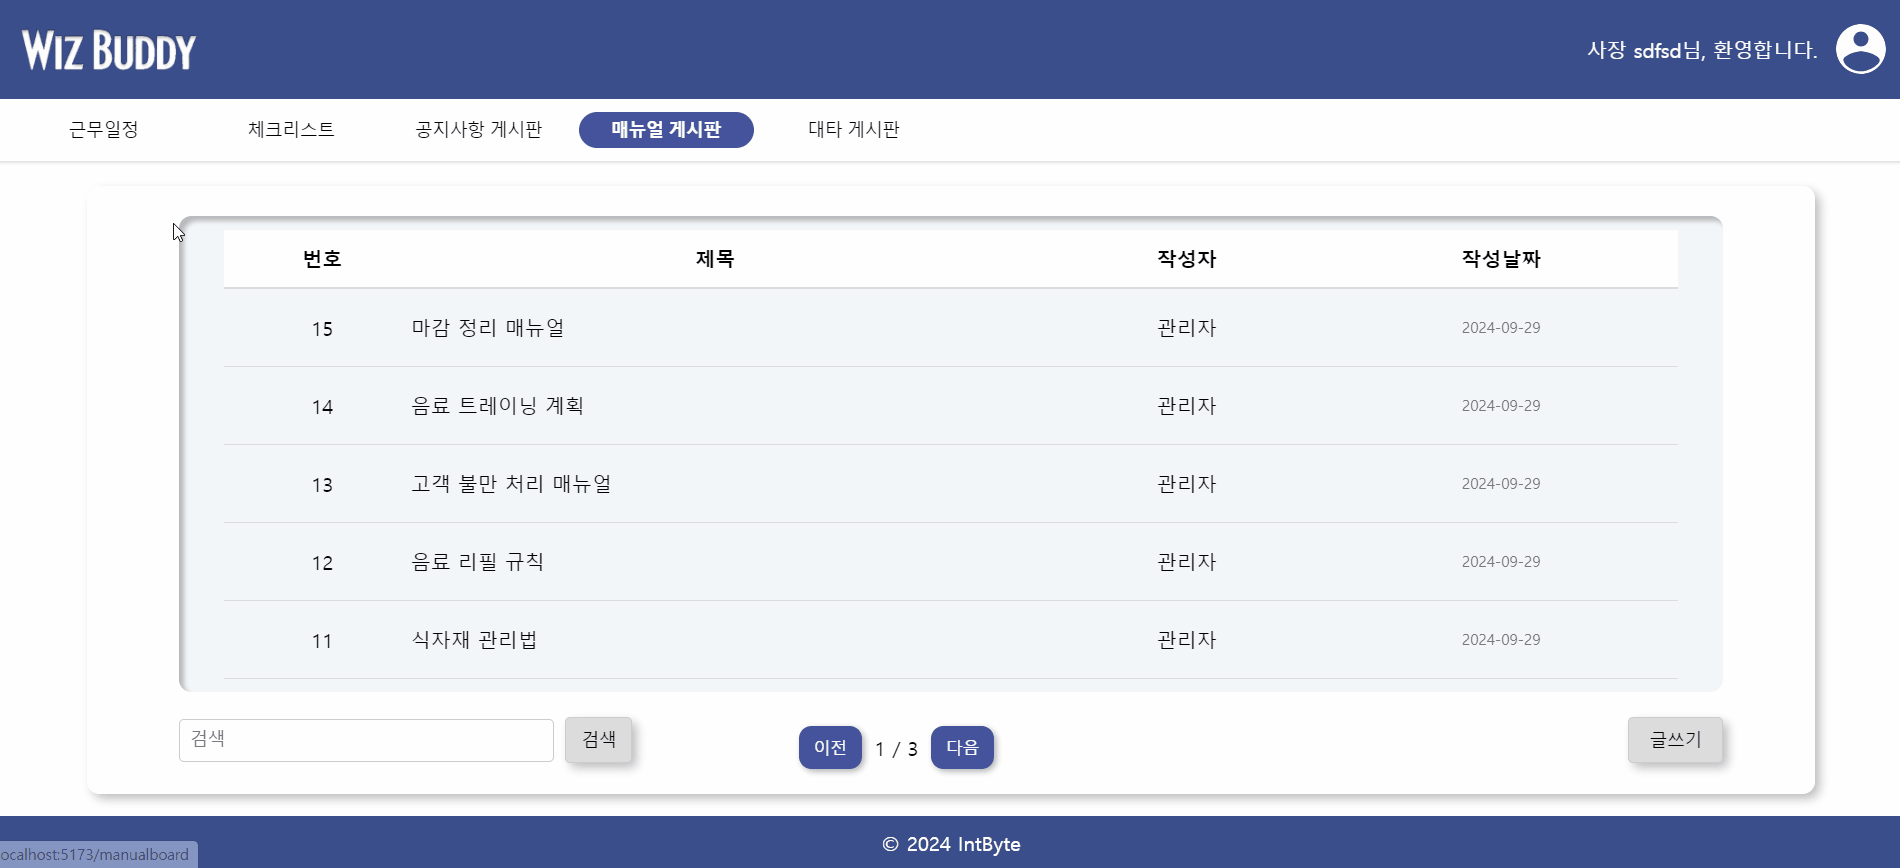 WIZ BUDDY
사장 sdfsd님, 환영합니다.
근무일정 체크리스트 공지사항 게시판 매뉴얼 게시판 대타 게시판
번호 제목 작성자 작성날짜
15 마감 정리 매뉴얼 관리자 2024-09-29
14 음료 트레이닝 계획 관리자 2024-09-29
13 고객 불만 처리 매뉴얼 관리자 2024-09-29
12 음료 리필 규칙 관리자 2024-09-29
11 식자재 관리법 관리자 2024-09-29
검색 검색 이전 1 / 3 다음 글쓰기
© 2024 IntByte
ocalhost:5173/manualboard